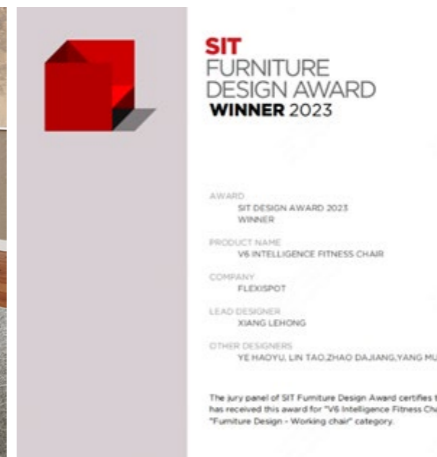 SIT
FURNITURE
DESIGN AWARD
WINNER 2023
AWARD
SIT DESIGN AWARD 2023
WINNER
PRODUCT NAME
V6 INTELLIGENCE FITNESS CHAIR
COMPANY
FLEXISPOT
LEAD DESIGNER
XIANG LEHONG
OTHER DESIGNERS
YE HAOYU, LIN TAO,ZHAO DAJIANG,YANG MU
The jury panel of SIT Furniture Design Award certifies
has received this award for "V6 Intelligence Fitness
"Furniture Design - Working chair" category.